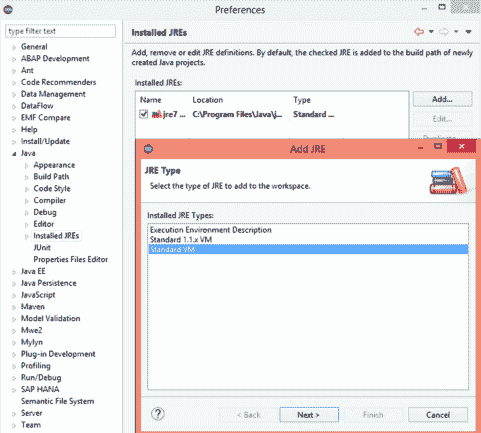 Preferences
type filter text
Installed JREs
Add, remove or edit JRE definitions. By default, the checked JRE is added to the build path of newly
created Java projects.
Installed JREs:
Name Location Type
jre7 ... C:\Program Files\Java\j... Standard ...
Add...
Edit...
General
ABAP Development
Ant
Code Recommenders
Data Management
DataFlow
EMF Compare
Help
Install/Update
Java
Appearance
Build Path
Code Style
Compiler
Debug
Editor
Installed JREs
JUnit
Properties Files Editor
Java EE
Java Persistence
JavaScript
Maven
Model Validation
Mwe2
Mylyn
Plug-in Development
Profiling
Run/Debug
SAP HANA
Semantic File System
Server
Team
Add JRE
JRE Type
Select the type of JRE to add to the workspace.
Installed JRE Types:
Execution Environment Description
Standard 1.1.x VM
Standard VM
< Back Next > Finish Cancel